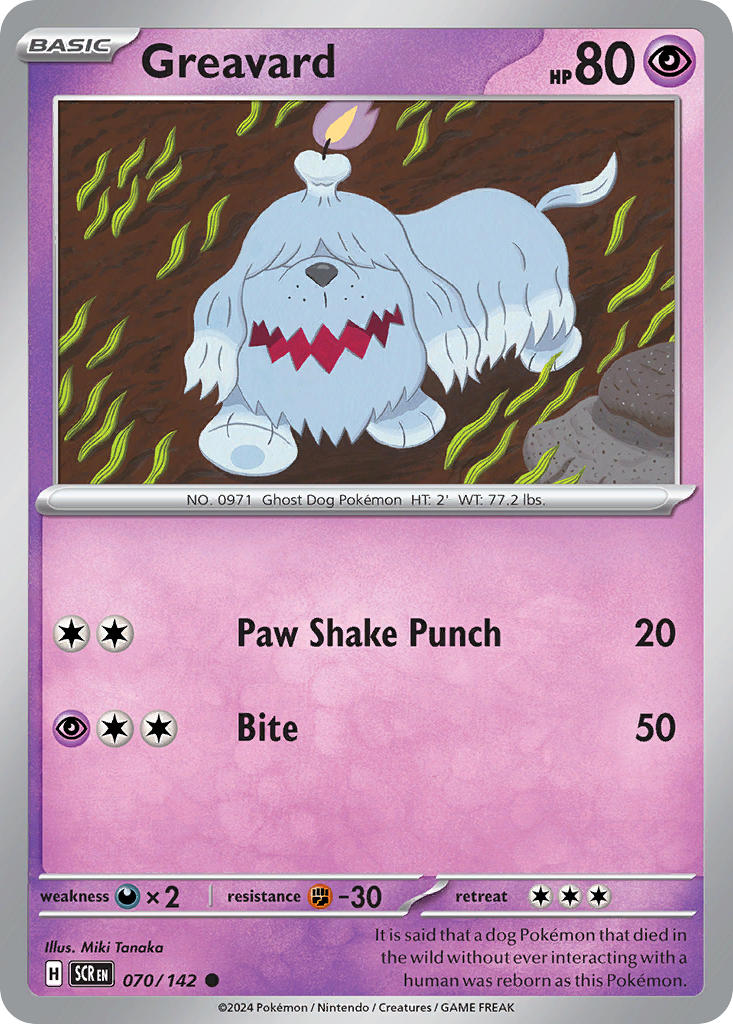 BASIC
Greavard
HP 80
NO. 0971 Ghost Dog Pokémon HT: 2' WT: 77.2 lbs.
Paw Shake Punch 20
Bite 50
weakness ×2 resistance -30 retreat
Illus. Miki Tanaka
It is said that a dog Pokémon that died in
the wild without ever interacting with a
human was reborn as this Pokémon.
H SCR EN 070/142
©2024 Pokémon / Nintendo / Creatures / GAME FREAK